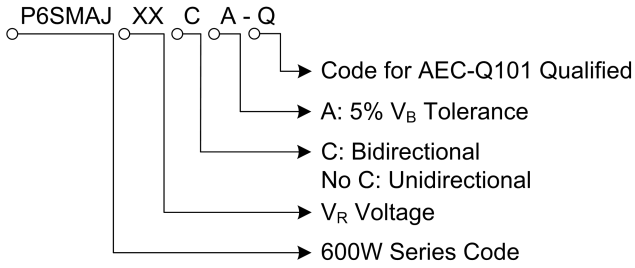 P6SMAJ XX C A - Q
Code for AEC-Q101 Qualified
A: 5% VB Tolerance
C: Bidirectional
No C: Unidirectional
VR Voltage
600W Series Code